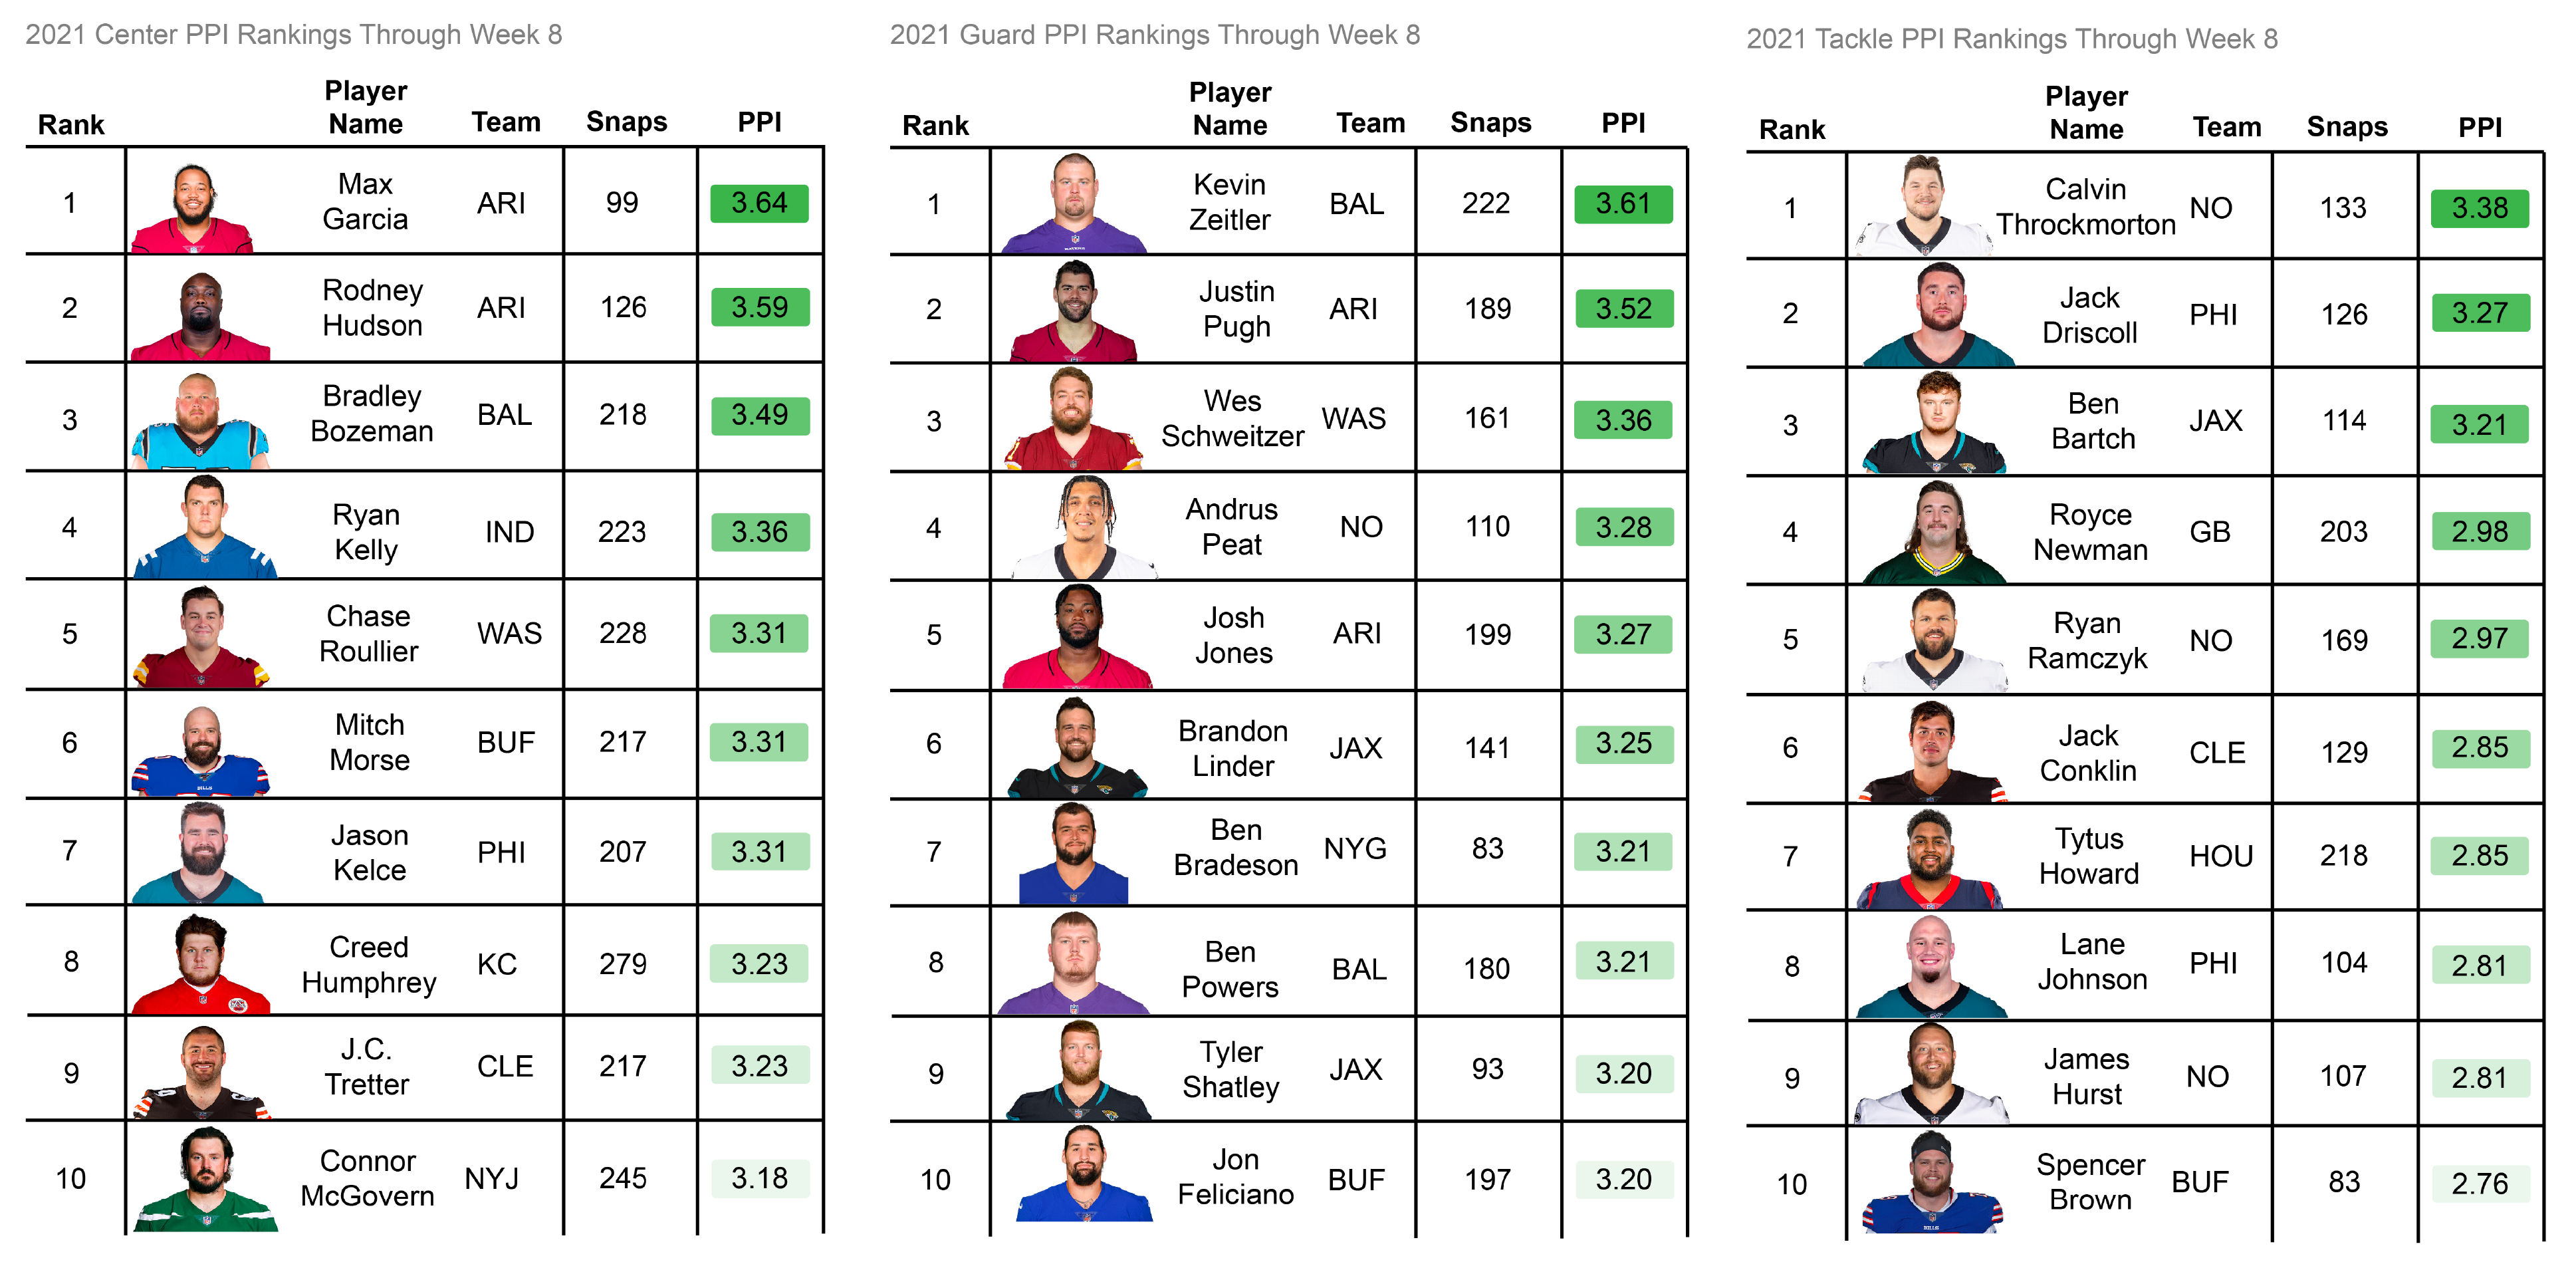 2021 Center PPI Rankings Through Week 8
Rank Player Name Team Snaps PPI
1 Max Garcia ARI 99 3.64
2 Rodney Hudson ARI 126 3.59
3 Bradley Bozeman BAL 218 3.49
4 Ryan Kelly IND 223 3.36
5 Chase Roullier WAS 228 3.31
6 Mitch Morse BUF 217 3.31
7 Jason Kelce PHI 207 3.31
8 Creed Humphrey KC 279 3.23
9 J.C. Tretter CLE 217 3.23
10 Connor McGovern NYJ 245 3.18
2021 Guard PPI Rankings Through Week 8
Rank Player Name Team Snaps PPI
1 Kevin Zeitler BAL 222 3.61
2 Justin Pugh ARI 189 3.52
3 Wes Schweitzer WAS 161 3.36
4 Andrus Peat NO 110 3.28
5 Josh Jones ARI 199 3.27
6 Brandon Linder JAX 141 3.25
7 Ben Bradeson NYG 83 3.21
8 Ben Powers BAL 180 3.21
9 Tyler Shatley JAX 93 3.20
10 Jon Feliciano BUF 197 3.20
2021 Tackle PPI Rankings Through Week 8
Rank Player Name Team Snaps PPI
1 Calvin Throckmorton NO 133 3.38
2 Jack Driscoll PHI 126 3.27
3 Ben Bartch JAX 114 3.21
4 Royce Newman GB 203 2.98
5 Ryan Ramczyk NO 169 2.97
6 Jack Conklin CLE 129 2.85
7 Tytus Howard HOU 218 2.85
8 Lane Johnson PHI 104 2.81
9 James Hurst NO 107 2.81
10 Spencer Brown BUF 83 2.76